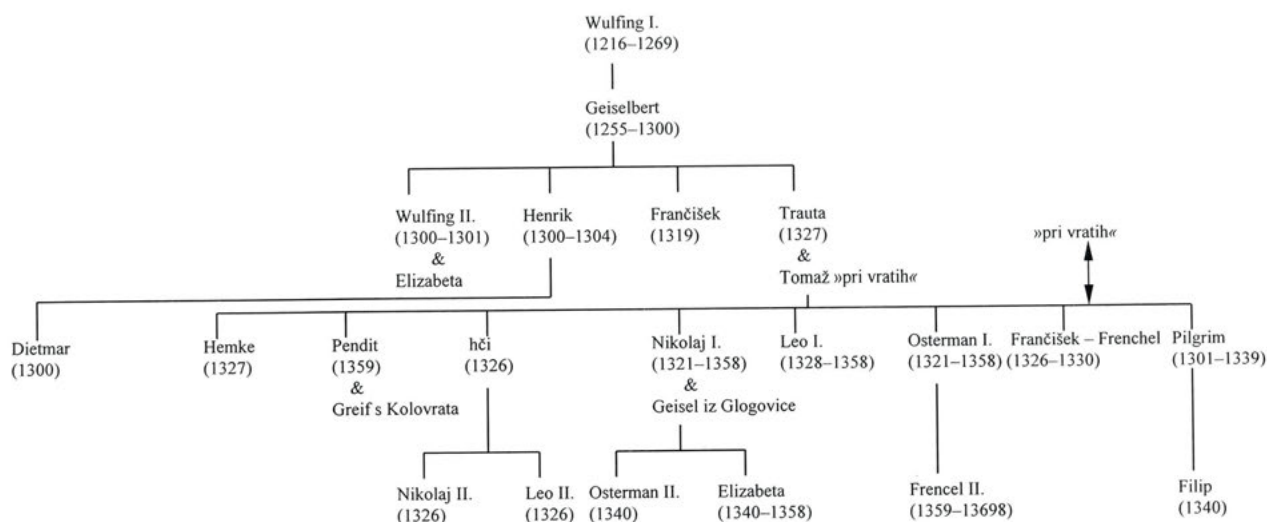 Wulfing I.
(1216–1269)
Geiselbert
(1255–1300)
Wulfing II.
(1300–1301)
&
Elizabeta
Henrik
(1300–1304)
Frančišek
(1319)
Trauta
(1327)
&
Tomaž »pri vratih«
»pri vratih«
Dietmar
(1300)
Hemke
(1327)
Pendit
(1359)
&
Greif s Kolovrata
hči
(1326)
Nikolaj I.
(1321–1358)
&
Geisel iz Glogovice
Leo I.
(1328–1358)
Osterman I.
(1321–1358)
Frančišek – Frenchel
(1326–1330)
Pilgrim
(1301–1339)
Nikolaj II.
(1326)
Leo II.
(1326)
Osterman II.
(1340)
Elizabeta
(1340–1358)
Frencel II.
(1359–13698)
Filip
(1340)